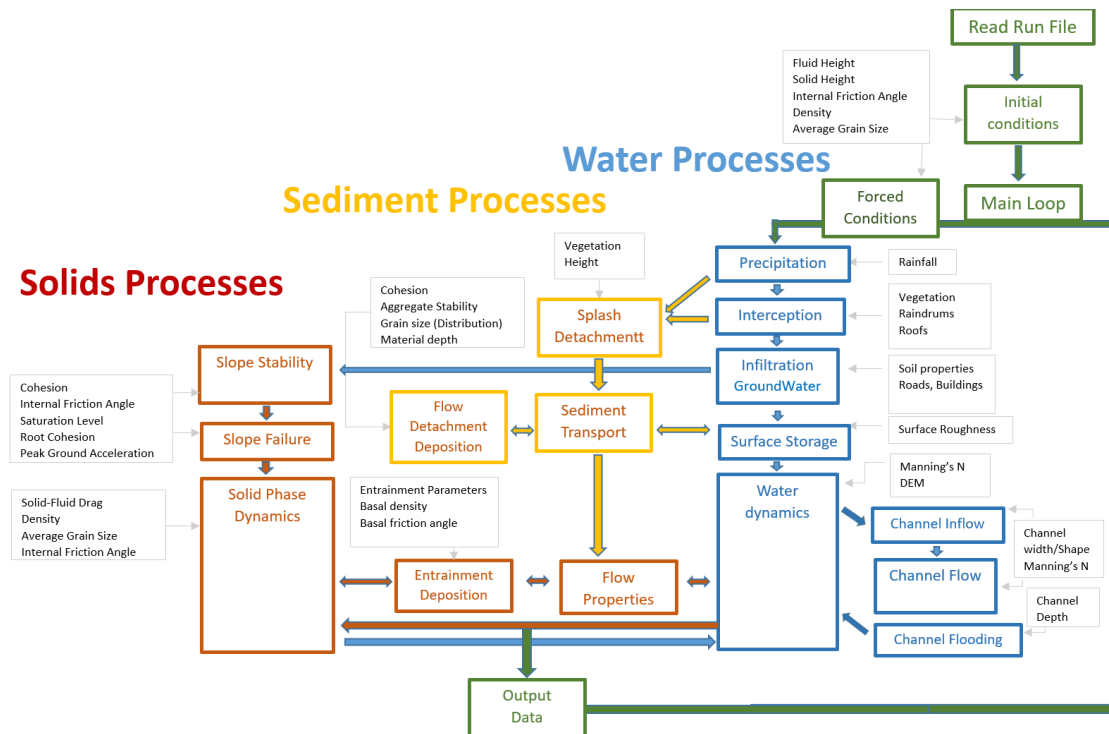 Read Run File
Fluid Height
Solid Height
Internal Friction Angle
Density
Average Grain Size
Initial
conditions
Water Processes
Forced
Conditions
Main Loop
Sediment Processes
Vegetation
Height
Precipitation
Rainfall
Solids Processes
Cohesion
Aggregate Stability
Grain size (Distribution)
Material depth
Splash
Detachmentt
Interception
Vegetation
Raindrums
Roofs
Slope Stability
Infiltration
GroundWater
Soil properties
Roads, Buildings
Cohesion
Internal Friction Angle
Saturation Level
Root Cohesion
Peak Ground Acceleration
Slope Failure
Flow
Detachment
Deposition
Sediment
Transport
Surface Storage
Surface Roughness
Solid-Fluid Drag
Density
Average Grain Size
Internal Friction Angle
Solid Phase
Dynamics
Entrainment Parameters
Basal density
Basal friction angle
Water
dynamics
Manning's N
DEM
Channel Inflow
Channel
width/Shape
Manning's N
Channel Flow
Entrainment
Deposition
Flow
Properties
Channel Flooding
Channel
Depth
Output
Data